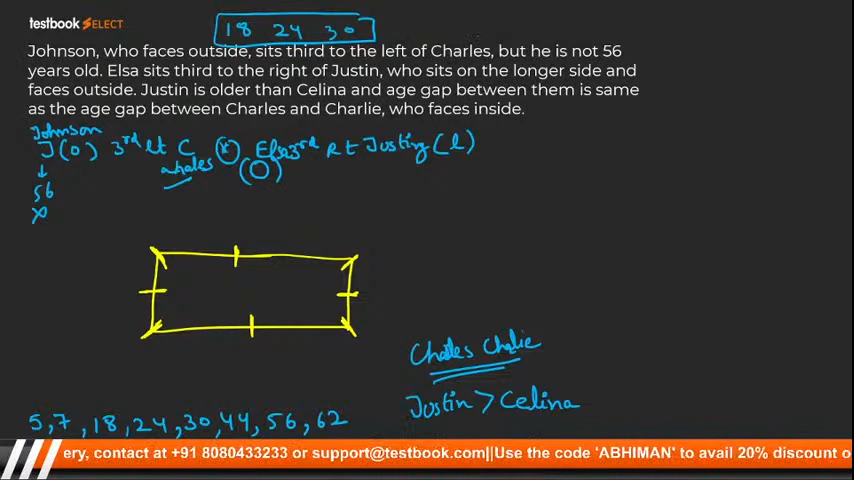 testbook SELECT
18 24 30
Johnson, who faces outside, sits third to the left of Charles, but he is not 56
years old. Elsa sits third to the right of Justin, who sits on the longer side and
faces outside. Justin is older than Celina and age gap between them is same
as the age gap between Charles and Charlie, who faces inside.
Johnson
J(O) 3rd lt C Else 3rd Rt Justing (l)
(O)
56
x
Charles Charlie
Justin > Celina
5, 7, 18, 24, 30, 44, 56, 62
ery, contact at +91 8080433233 or support@testbook.com||Use the code 'ABHIMAN' to avail 20% discount o